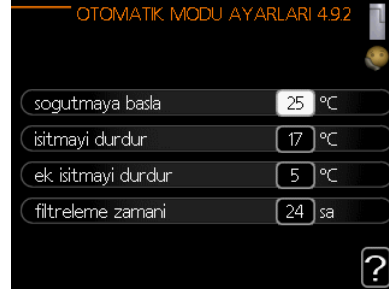 OTOMATIK MODU AYARLARI 4.9.2
sogutmaya basla 25 °C
isitmayi durdur 17 °C
ek isitmayi durdur 5 °C
filtreleme zamani 24 sa
?